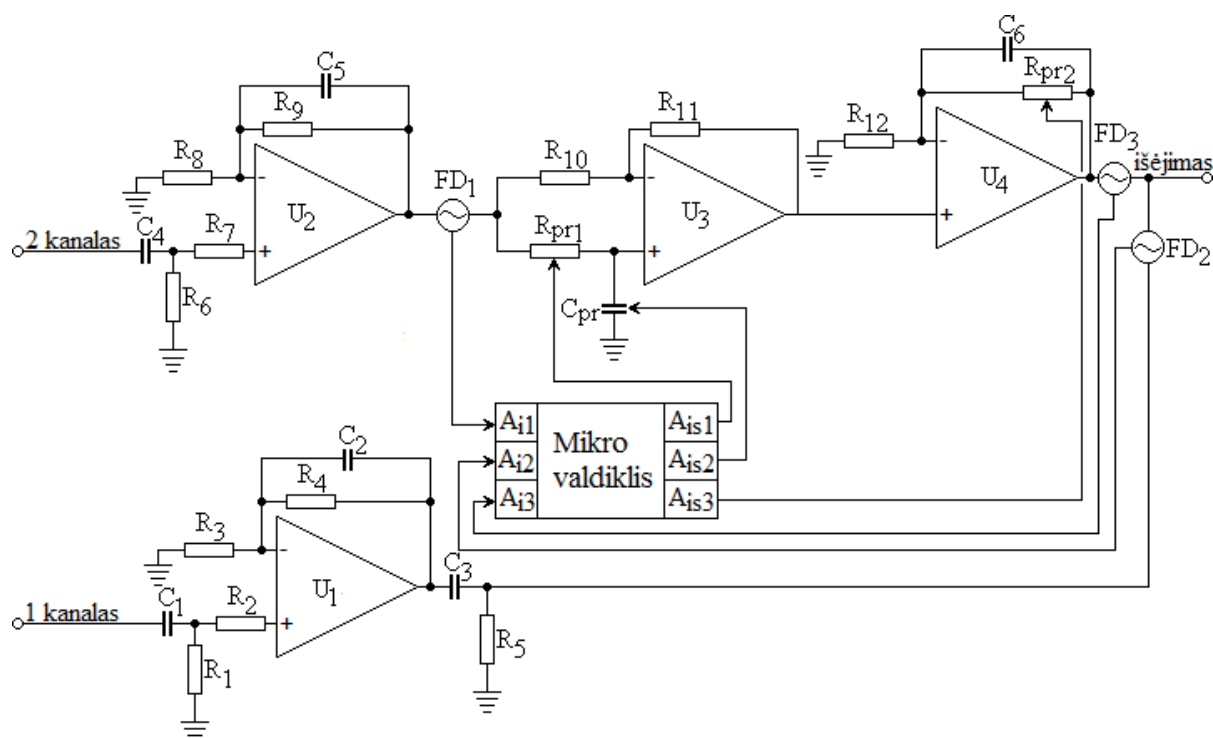 C6
C5
Rpr2
R9
R11
R12
FD3
R8
R10
išėjimas
FD1
U4
U2
U3
C4
R7
Rpr1
2 kanalas
FD2
R6
Cpr
Ai1
Ais1
Mikro
C2
Ai2
Ais2
valdiklis
R4
Ai3
Ais3
R3
C3
C1
R2
U1
1 kanalas
R5
R1